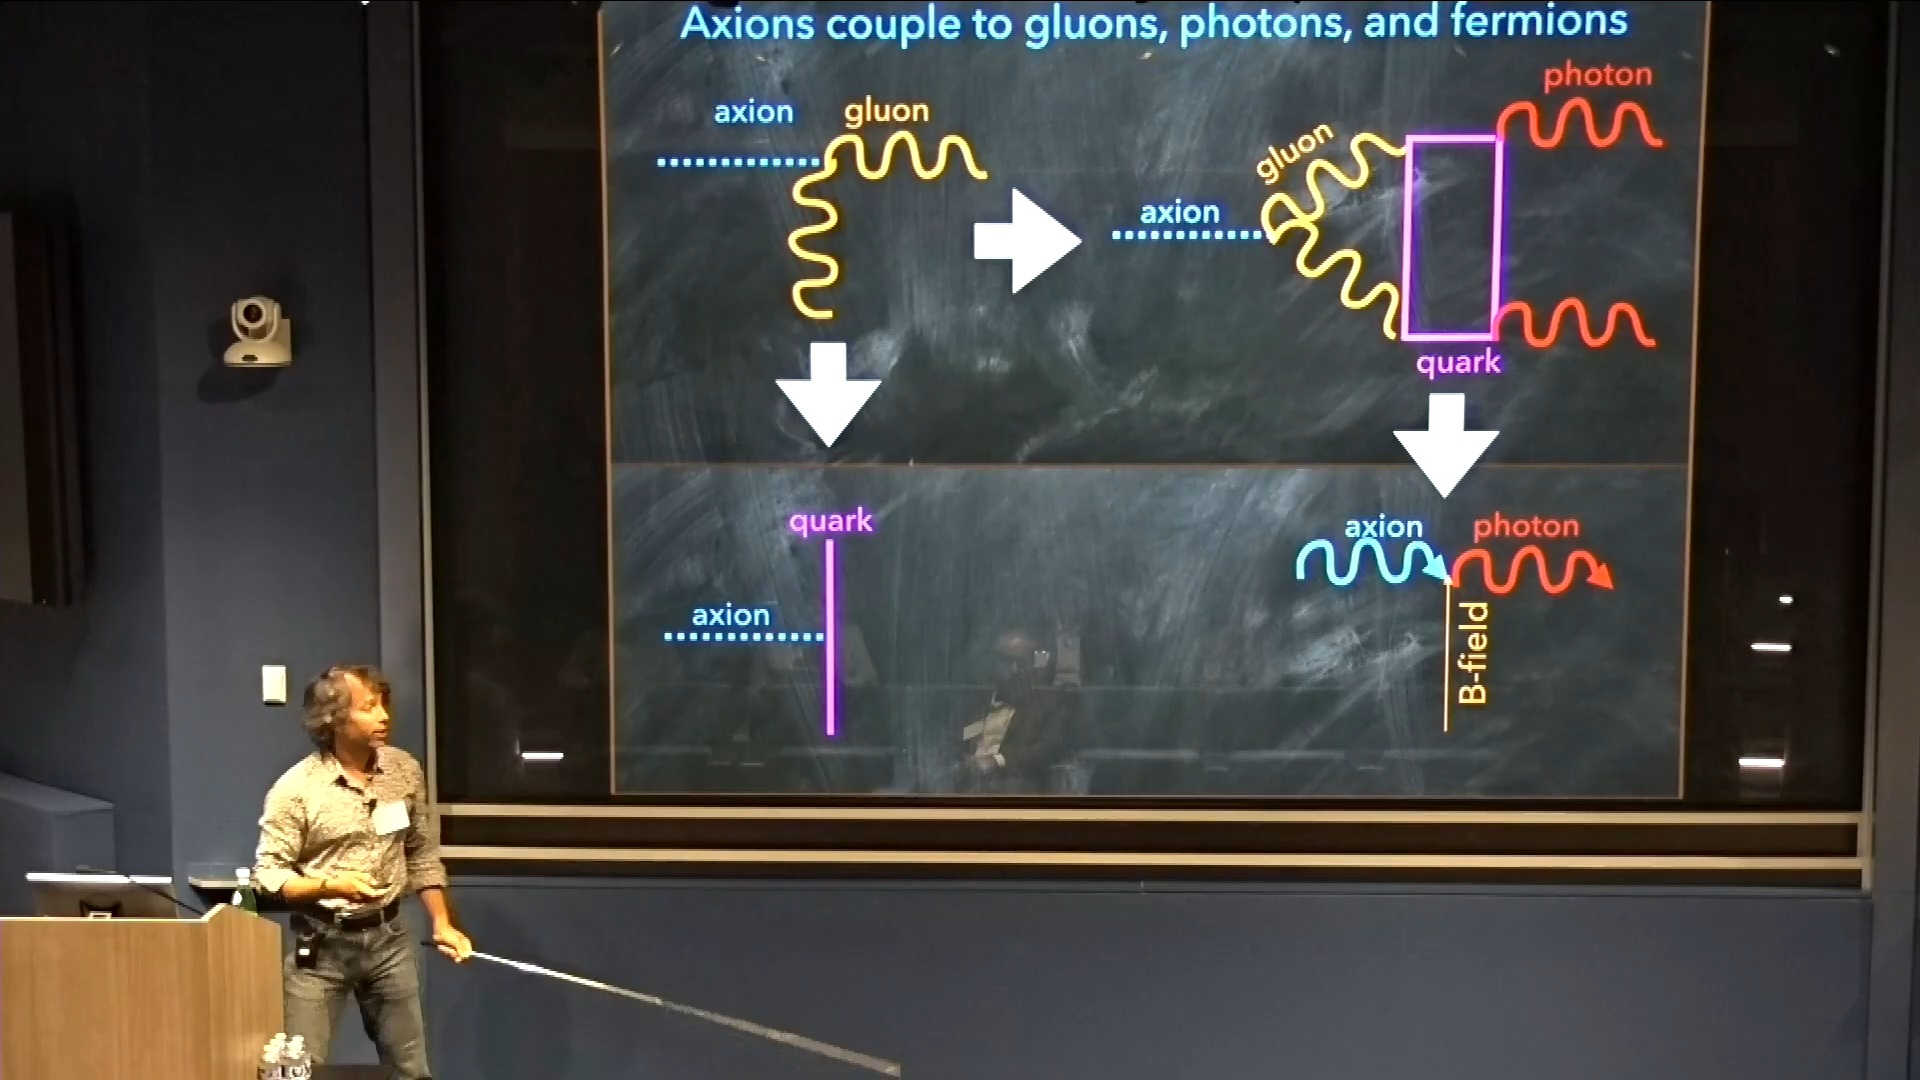 Axions couple to gluons, photons, and fermions
axion
gluon
gluon
axion
photon
quark
quark
axion
axion
photon
B-field